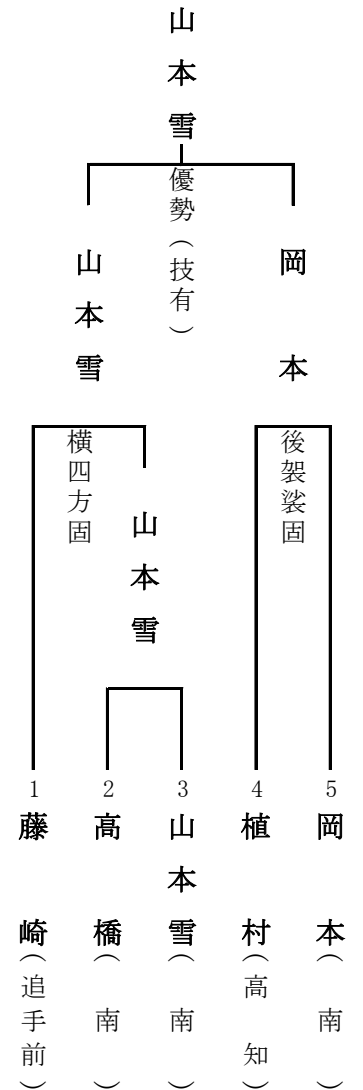 山本雪
優勢（技有）
山本雪
岡本
横四方固
後袈裟固
山本雪
1
2
3
4
5
藤崎（追手前）
高橋（南）
山本雪（南）
植村（高知）
岡本（南）